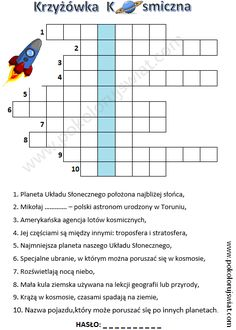 Krzyżówka K smiczna
1
2
3
4
5
6
7
8
9
10
www.pokolorujswiat.com
1. Planeta Układu Słonecznego położona najbliżej słońca,
2. Mikołaj ............. – polski astronom urodzony w Toruniu,
3. Amerykańska agencja lotów kosmicznych,
4. Jej częściami są między innymi: troposfera i stratosfera,
5. Najmniejsza planeta naszego Układu Słonecznego,
6. Specjalne ubranie, w którym można poruszać się w kosmosie,
7. Rozświetlają nocą niebo,
8. Mała kula ziemska używana na lekcji geografii lub przyrody,
9. Krążą w kosmosie, czasami spadają na ziemie,
10. Nazwa pojazdu,który może poruszać się po innych planetach.
HASŁO: _ _ _ _ _ _ _ _ _ _
www.pokolorujswiat.com